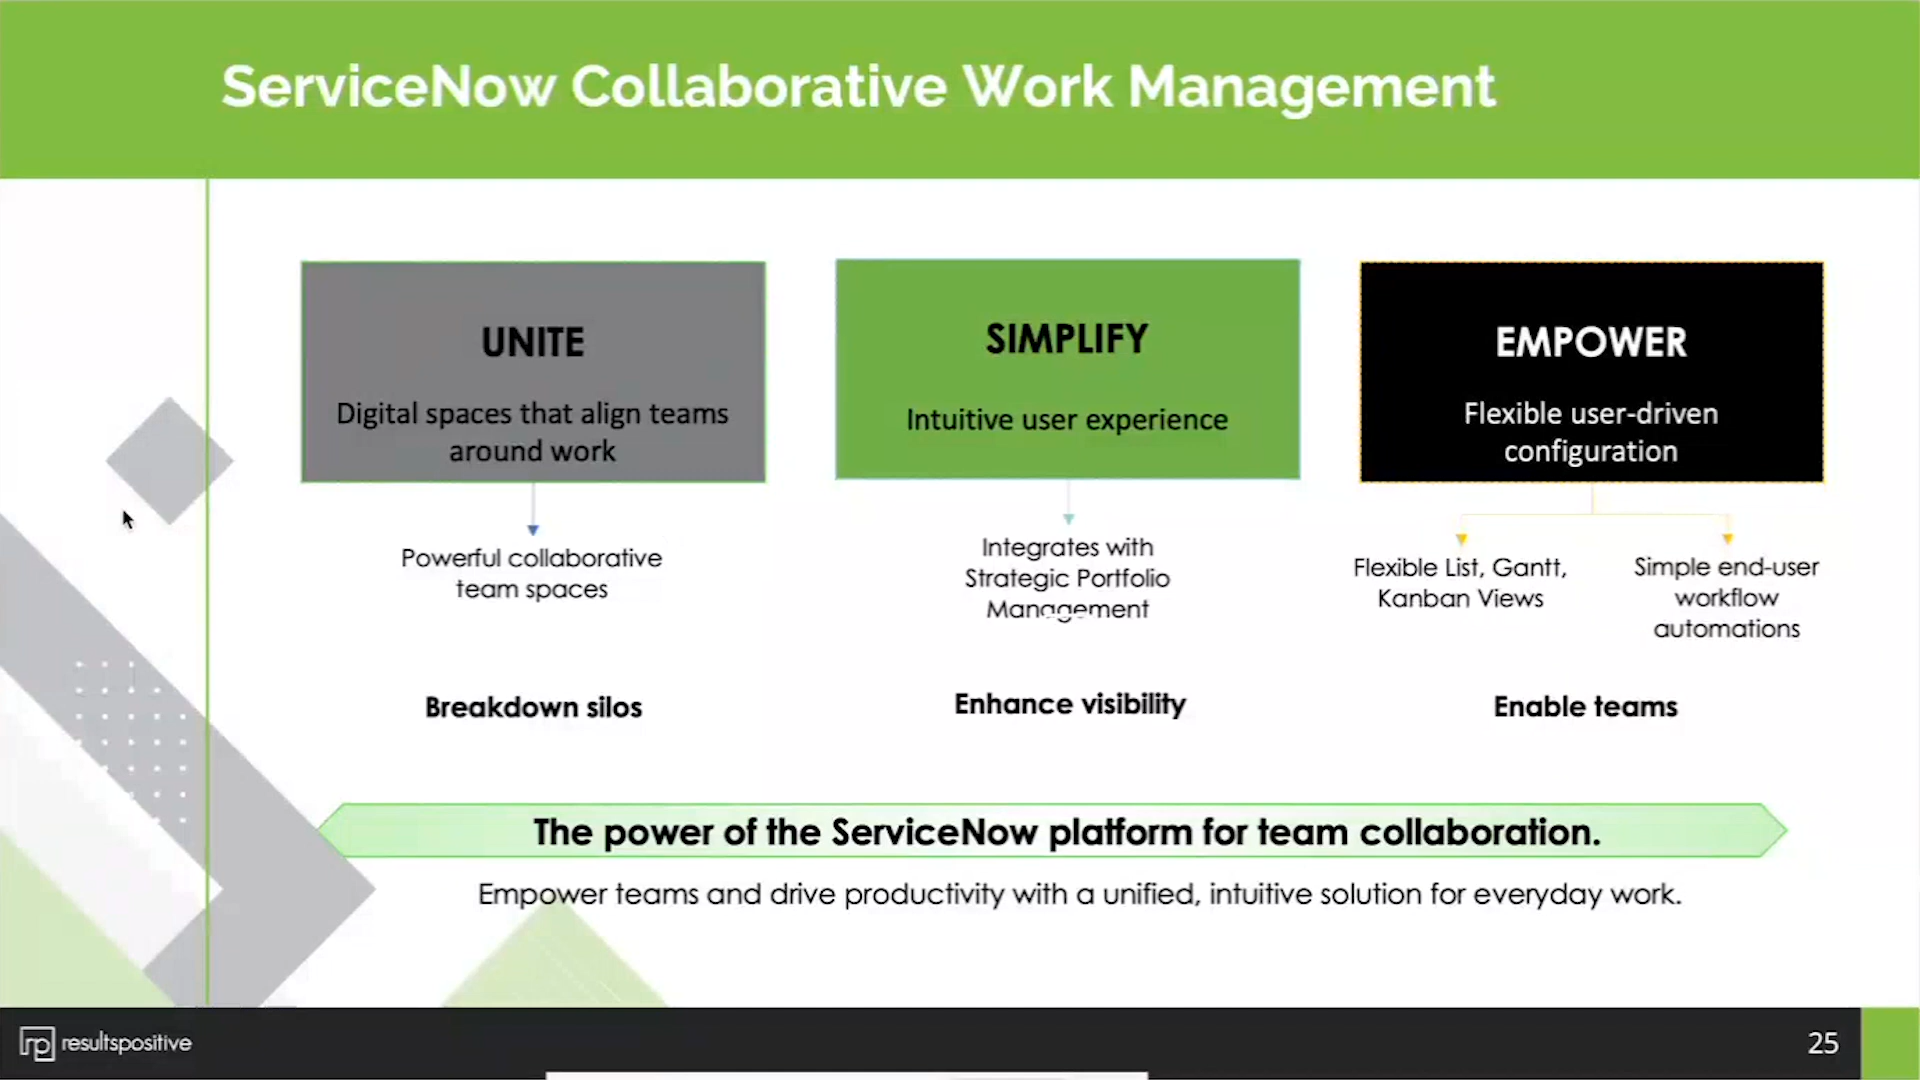 ServiceNow Collaborative Work Management
UNITE
Digital spaces that align teams
around work
Powerful collaborative
team spaces
Breakdown silos
SIMPLIFY
Intuitive user experience
Integrates with
Strategic Portfolio
Management
Enhance visibility
EMPOWER
Flexible user-driven
configuration
Flexible List, Gantt,
Kanban Views
Simple end-user
workflow
automations
Enable teams
The power of the ServiceNow platform for team collaboration.
Empower teams and drive productivity with a unified, intuitive solution for everyday work.
rp resultspositive
25